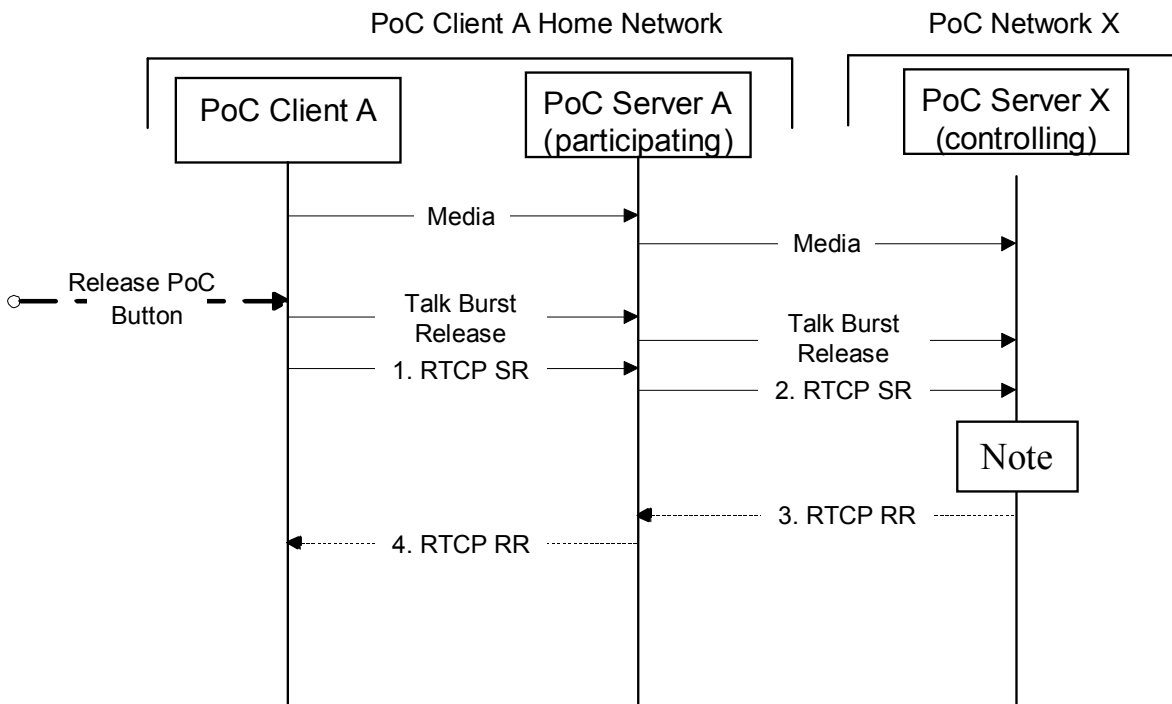 PoC Client A Home Network
PoC Network X
PoC Client A
PoC Server A
(participating)
PoC Server X
(controlling)
Media
Media
Release PoC
Button
Talk Burst
Release
Talk Burst
Release
1. RTCP SR
2. RTCP SR
Note
3. RTCP RR
4. RTCP RR